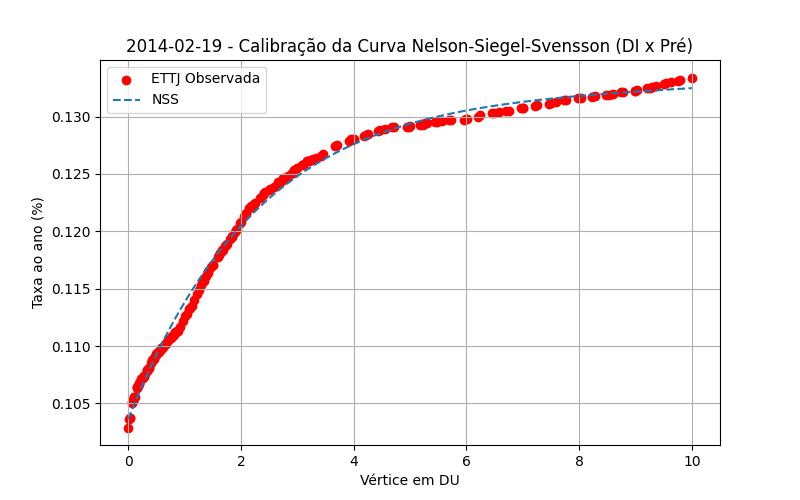 2014-02-19 - Calibração da Curva Nelson-Siegel-Svensson (DI x Pré)
ETTJ Observada
NSS
Taxa ao ano (%)
0.130
0.125
0.120
0.115
0.110
0.105
0 2 4 6 8 10
Vértice em DU